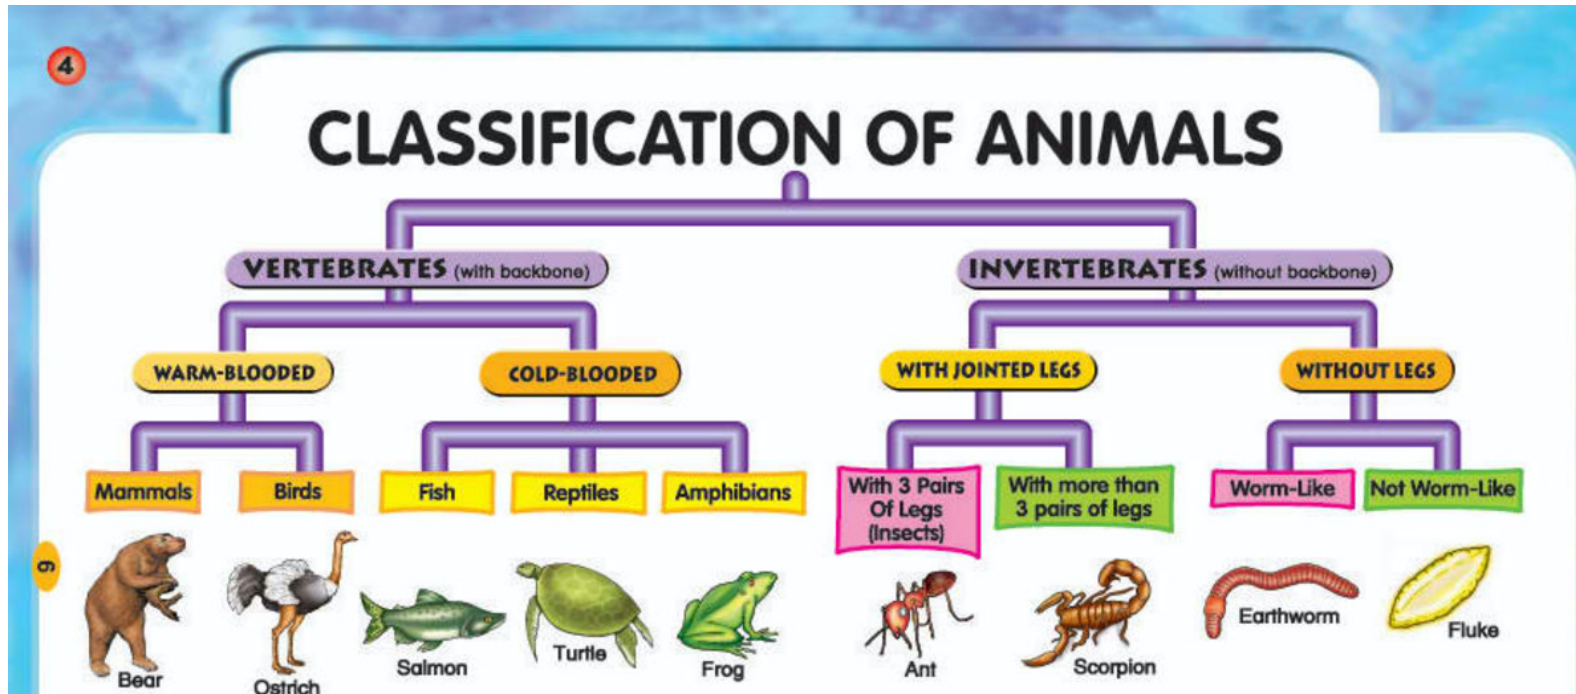 4
CLASSIFICATION OF ANIMALS
VERTEBRATES (with backbone)
INVERTEBRATES (without backbone)
WARM-BLOODED
COLD-BLOODED
WITH JOINTED LEGS
WITHOUT LEGS
Mammals
Birds
Fish
Reptiles
Amphibians
With 3 Pairs
Of Legs
(Insects)
With more than
3 pairs of legs
Worm-Like
Not Worm-Like
6
Bear
Ostrich
Salmon
Turtle
Frog
Ant
Scorpion
Earthworm
Fluke